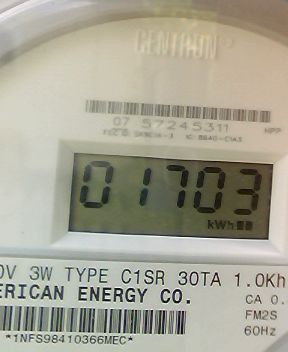 CENTRON®
07 57245311
HPP
01703
kWh
0V 3W TYPE C1SR 30TA 1.0Kh
ERICAN ENERGY CO.
CA 0.
FM2S
60Hz
*1NFS98410366MEC*